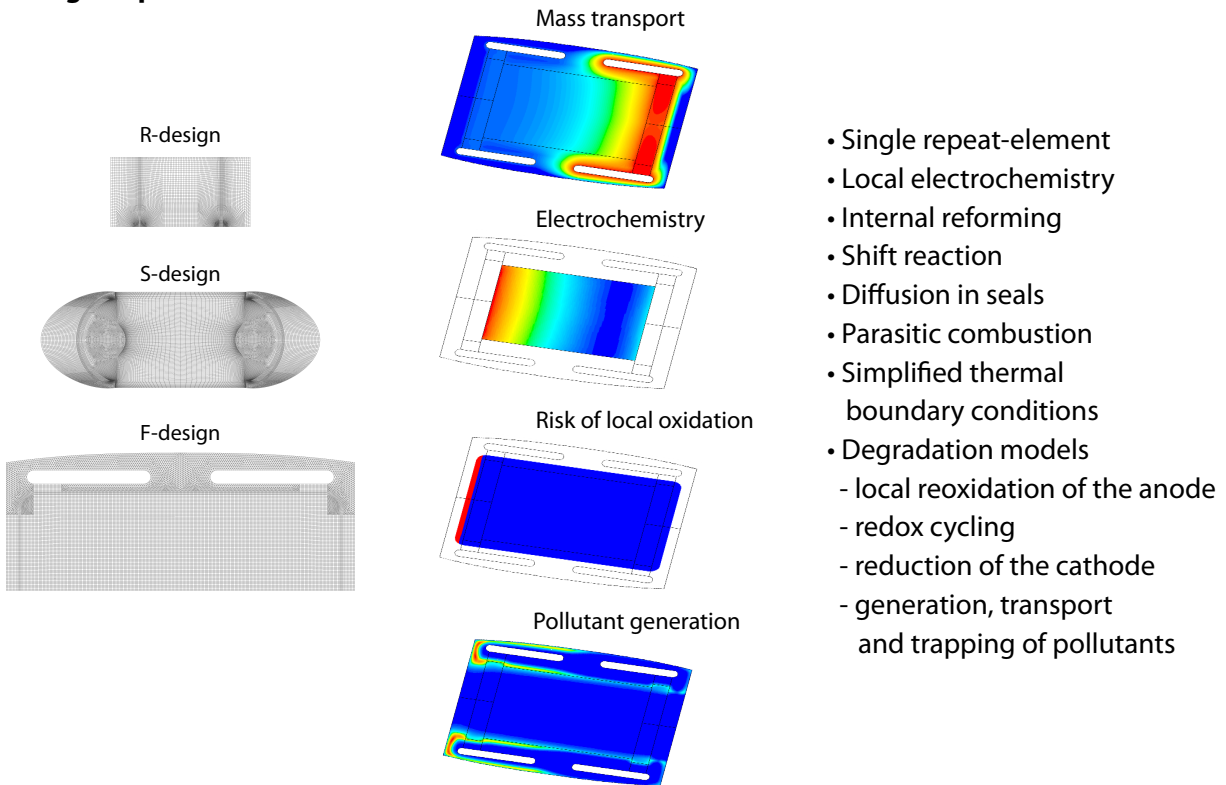 R-design
S-design
F-design
Mass transport
Electrochemistry
Risk of local oxidation
Pollutant generation
• Single repeat-element
• Local electrochemistry
• Internal reforming
• Shift reaction
• Diffusion in seals
• Parasitic combustion
• Simplified thermal
boundary conditions
• Degradation models
- local reoxidation of the anode
- redox cycling
- reduction of the cathode
- generation, transport
and trapping of pollutants